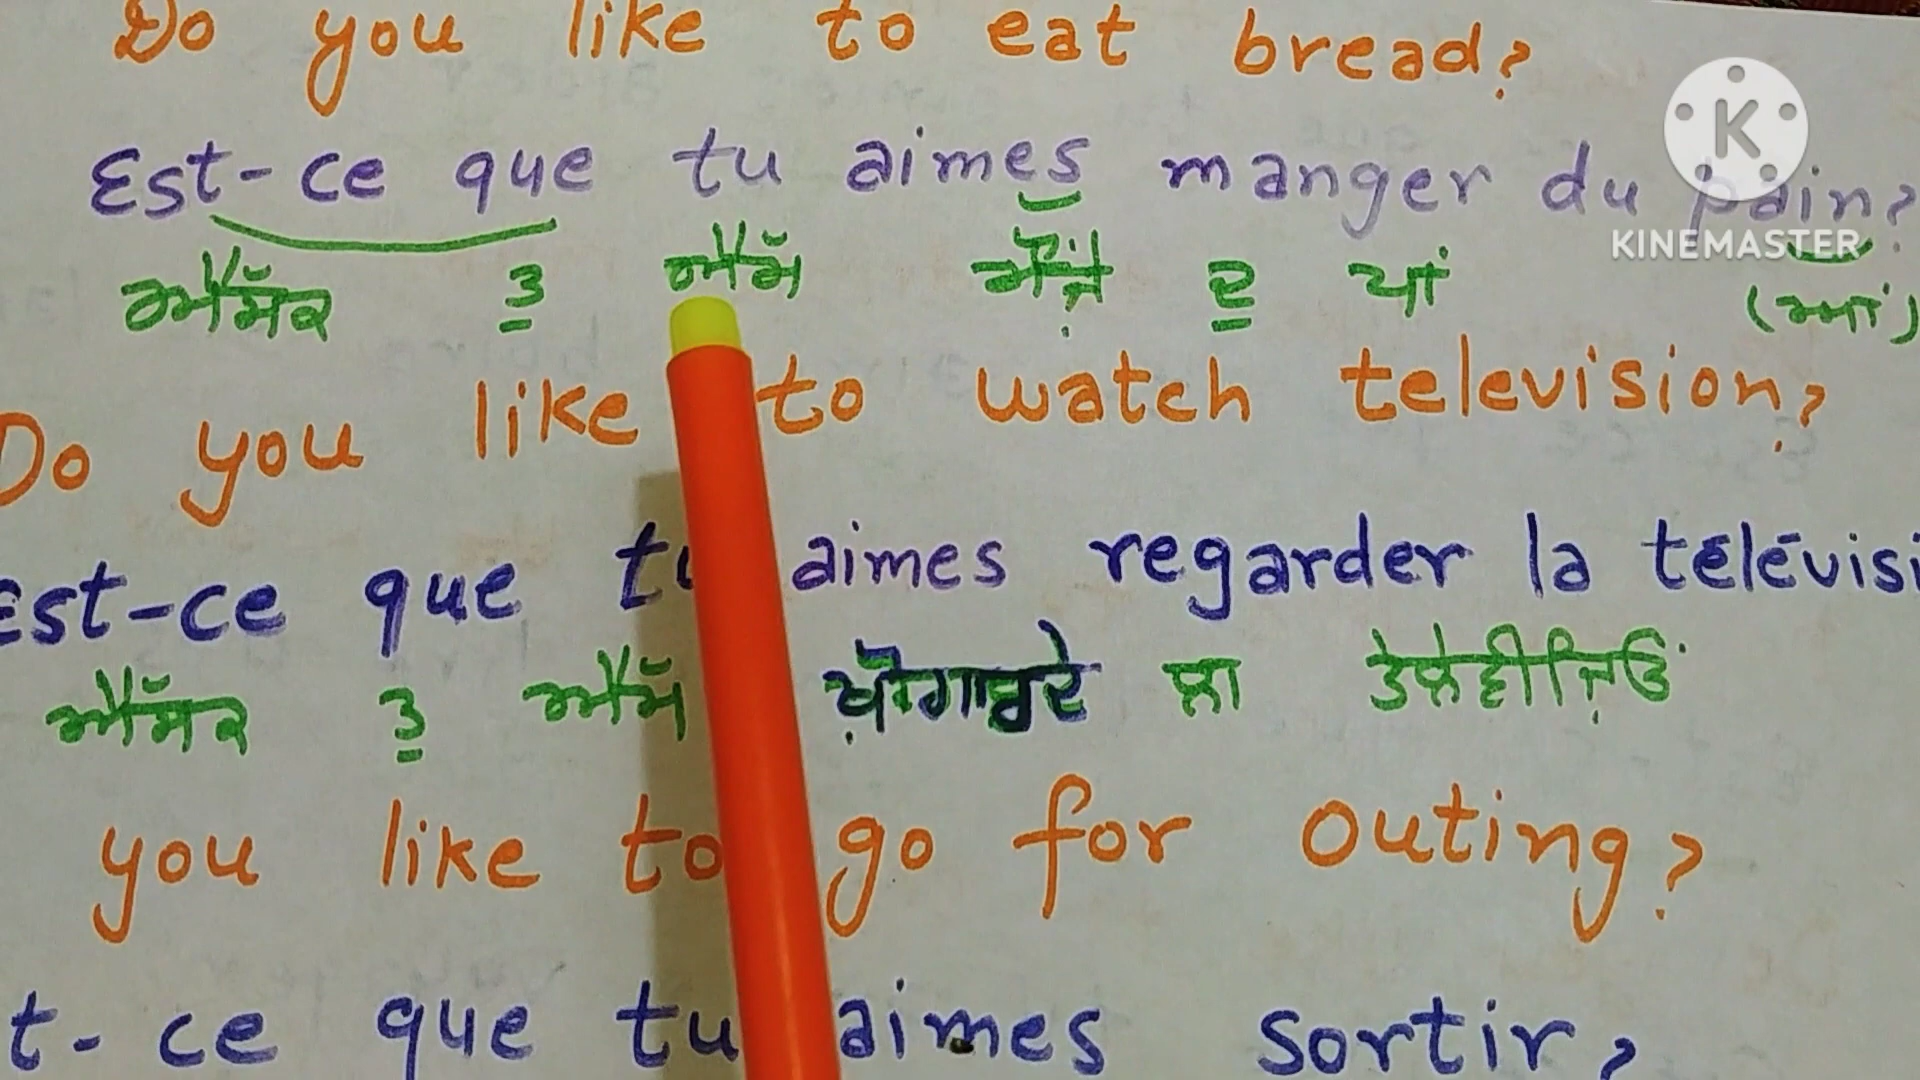 Do you like to eat bread?
Est-ce que tu aimes manger du pain?
ਐੱਸਕ ਤੂ ਐੱਮ ਮੌਂਜ਼ੇ ਦੂ ਪਾਂ (ਆਂ)
Do you like to watch television?
Est-ce que tu aimes regarder la télévisi
ਐੱਸਕ ਤੂ ਐੱਮ ਖ਼ੌਗਾਖ਼ਦੇ ਲਾ ਤੇਲੇਵੀਜ਼ਿਓਂ
you like to go for outing?
t-ce que tu aimes sortir?
KINEMASTER